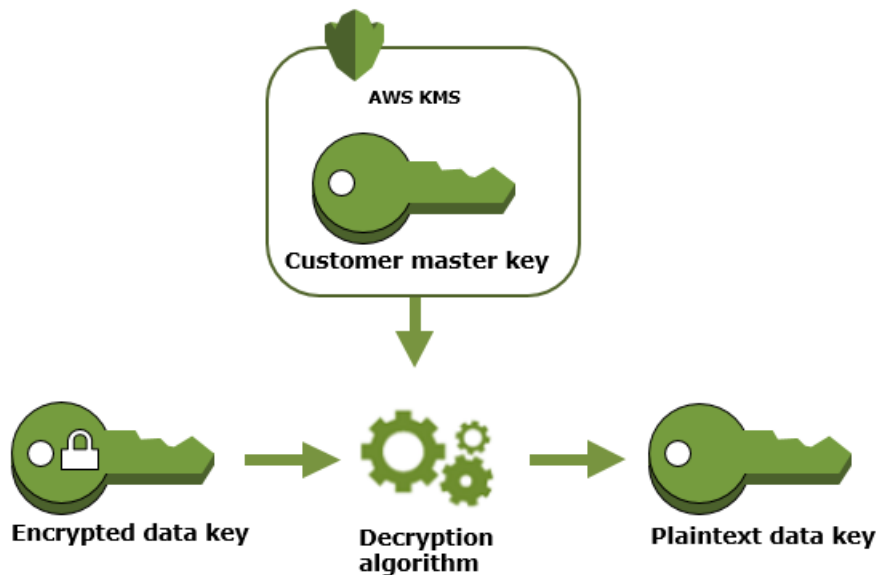 AWS KMS
Customer master key
Encrypted data key
Decryption
algorithm
Plaintext data key